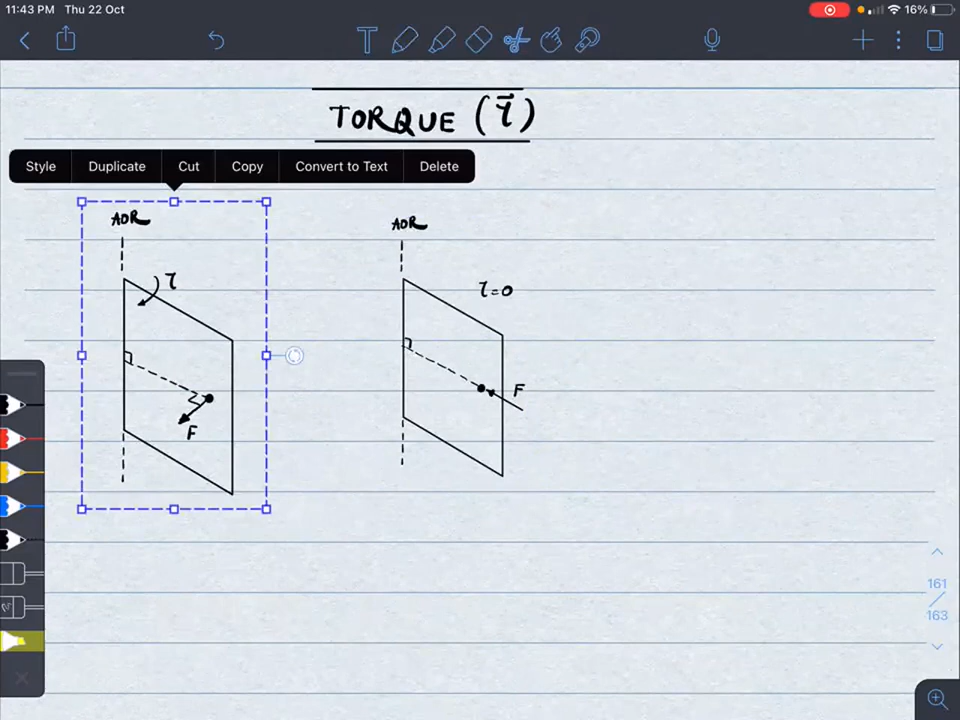 11:43 PM Thu 22 Oct
16%
TORQUE (τ⃗)
Style Duplicate Cut Copy Convert to Text Delete
AOR
AOR
τ
τ=0
F
F
161
163